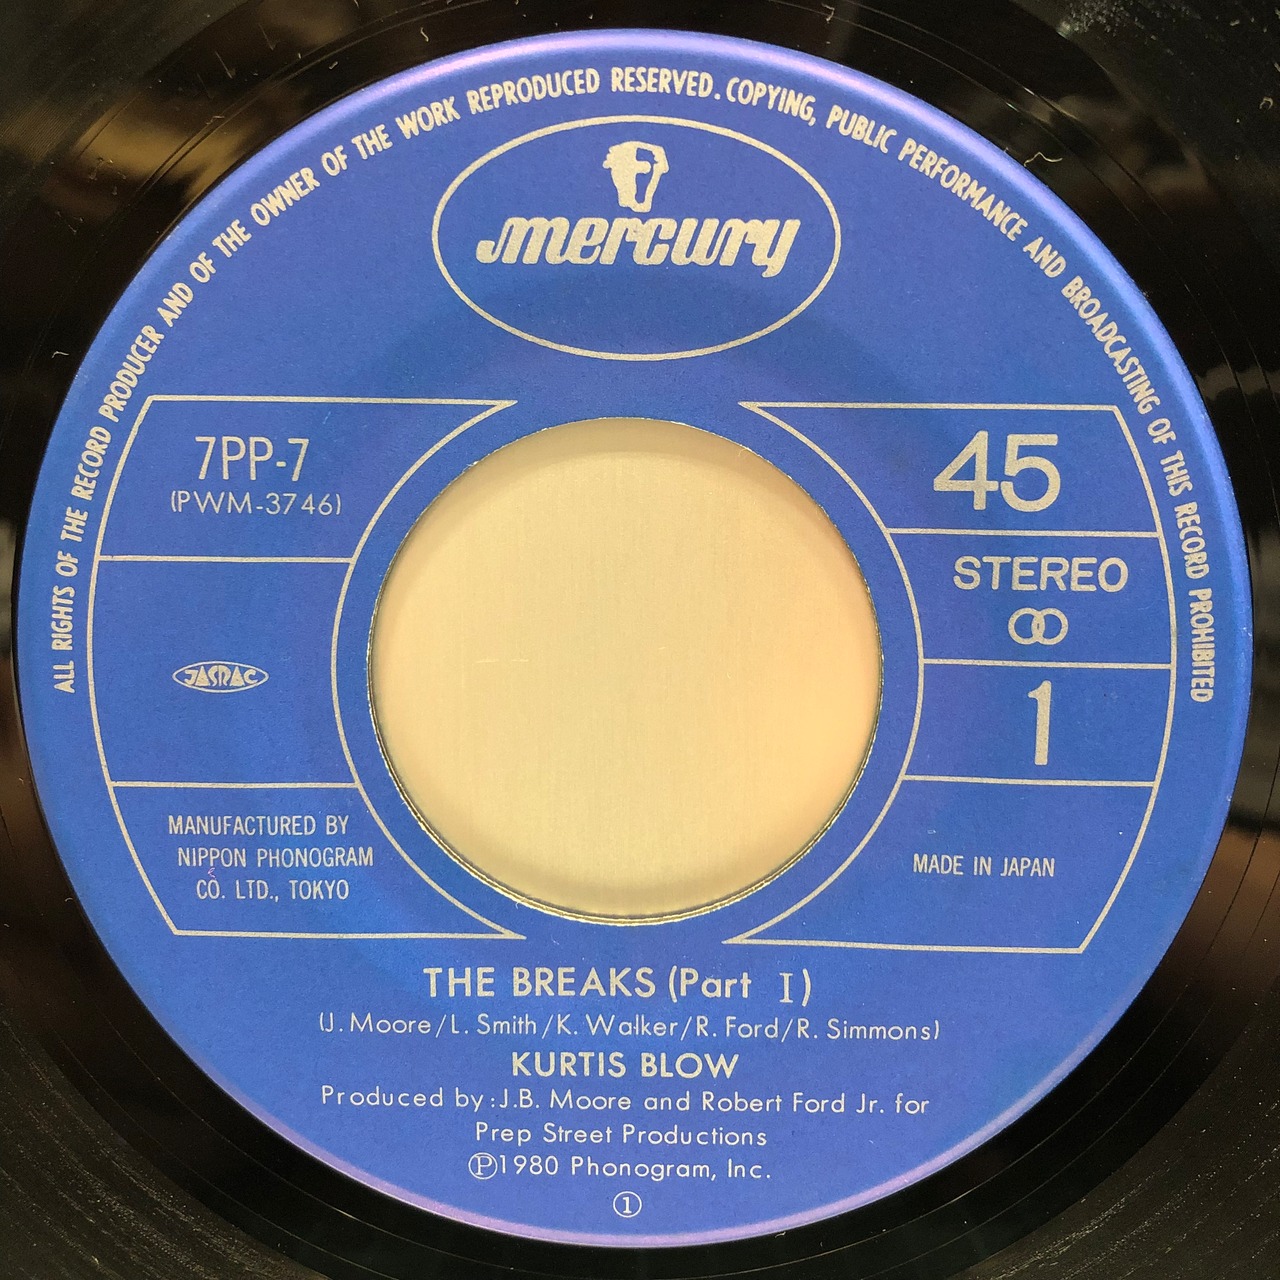 ALL RIGHTS OF THE RECORD PRODUCER AND OF THE OWNER OF THE WORK REPRODUCED RESERVED. COPYING, PUBLIC PERFORMANCE AND BROADCASTING OF THIS RECORD PROHIBITED
mercury
7PP-7
(PWM-3746)
JASRAC
MANUFACTURED BY
NIPPON PHONOGRAM
CO. LTD., TOKYO
45
STEREO
1
MADE IN JAPAN
THE BREAKS (Part I)
(J. Moore/L. Smith/K. Walker/R. Ford/R. Simmons)
KURTIS BLOW
Produced by:J.B. Moore and Robert Ford Jr. for
Prep Street Productions
Ⓟ1980 Phonogram, Inc.
①